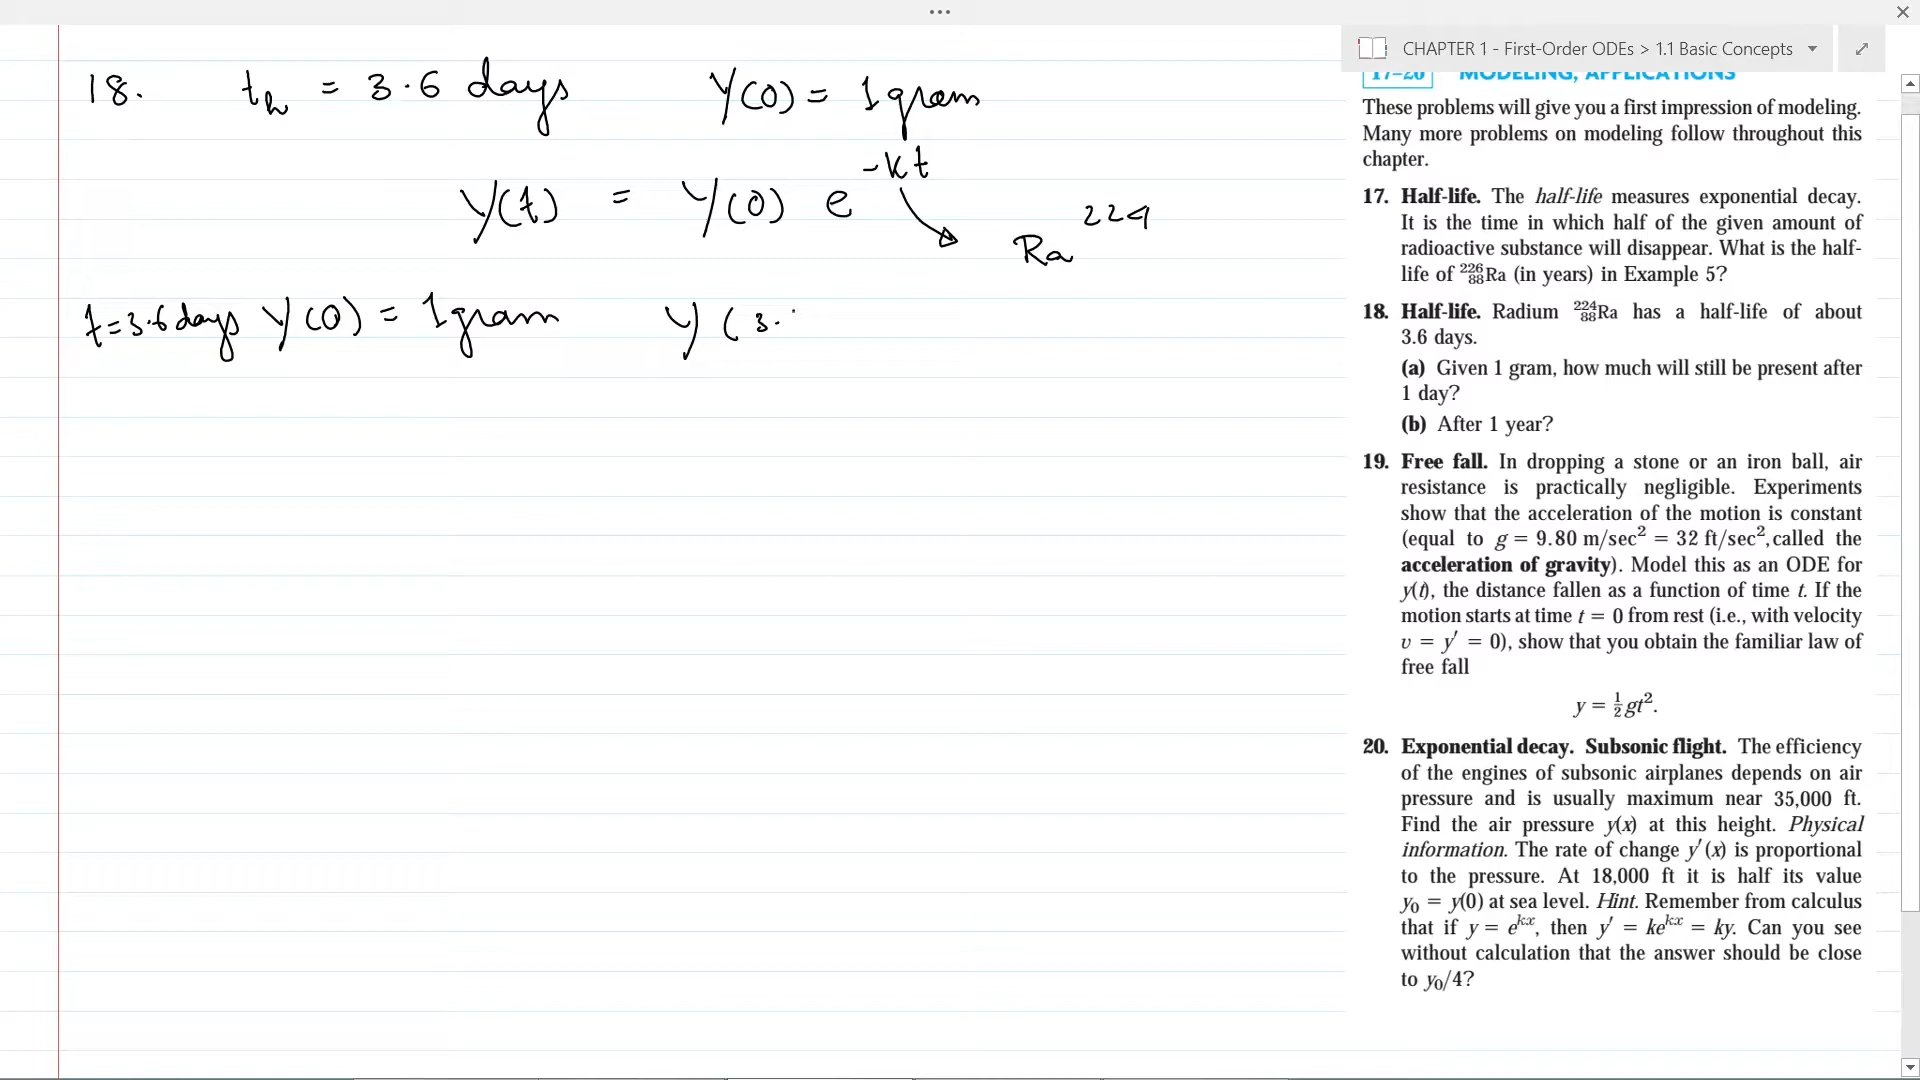 18. t_h = 3.6 days Y(0) = 1 gram
Y(t) = Y(0) e^-kt
Ra 224
t=3.6 days Y(0) = 1 gram Y (3.
CHAPTER 1 - First-Order ODEs > 1.1 Basic Concepts
17–20 MODELING, APPLICATIONS
These problems will give you a first impression of modeling.
Many more problems on modeling follow throughout this
chapter.
17. Half-life. The half-life measures exponential decay.
It is the time in which half of the given amount of
radioactive substance will disappear. What is the half-
life of ²²⁶₈₈Ra (in years) in Example 5?
18. Half-life. Radium ²²⁴₈₈Ra has a half-life of about
3.6 days.
(a) Given 1 gram, how much will still be present after
1 day?
(b) After 1 year?
19. Free fall. In dropping a stone or an iron ball, air
resistance is practically negligible. Experiments
show that the acceleration of the motion is constant
(equal to g = 9.80 m/sec² = 32 ft/sec², called the
acceleration of gravity). Model this as an ODE for
y(t), the distance fallen as a function of time t. If the
motion starts at time t = 0 from rest (i.e., with velocity
v = y′ = 0), show that you obtain the familiar law of
free fall
y = ½gt².
20. Exponential decay. Subsonic flight. The efficiency
of the engines of subsonic airplanes depends on air
pressure and is usually maximum near 35,000 ft.
Find the air pressure y(x) at this height. Physical
information. The rate of change y′(x) is proportional
to the pressure. At 18,000 ft it is half its value
y₀ = y(0) at sea level. Hint. Remember from calculus
that if y = e^kx, then y′ = ke^kx = ky. Can you see
without calculation that the answer should be close
to y₀/4?